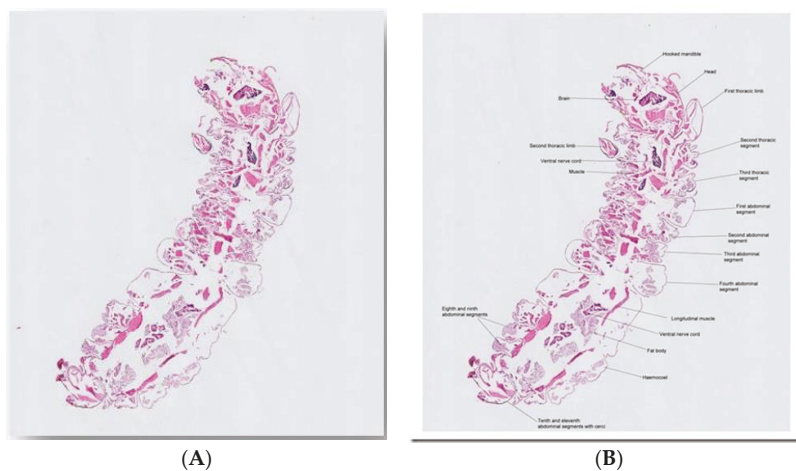 Hooked mandible
Head
Brain
First thoracic limb
Second thoracic limb
Second thoracic
segment
Ventral nerve cord
Muscle
Third thoracic
segment
First abdominal
segment
Second abdominal
segment
Third abdominal
segment
Fourth abdominal
segment
Eighth and ninth
abdominal segments
Longitudinal muscle
Ventral nerve cord
Fat body
Haemocoel
Tenth and eleventh
abdominal segments with cerci
(A)
(B)